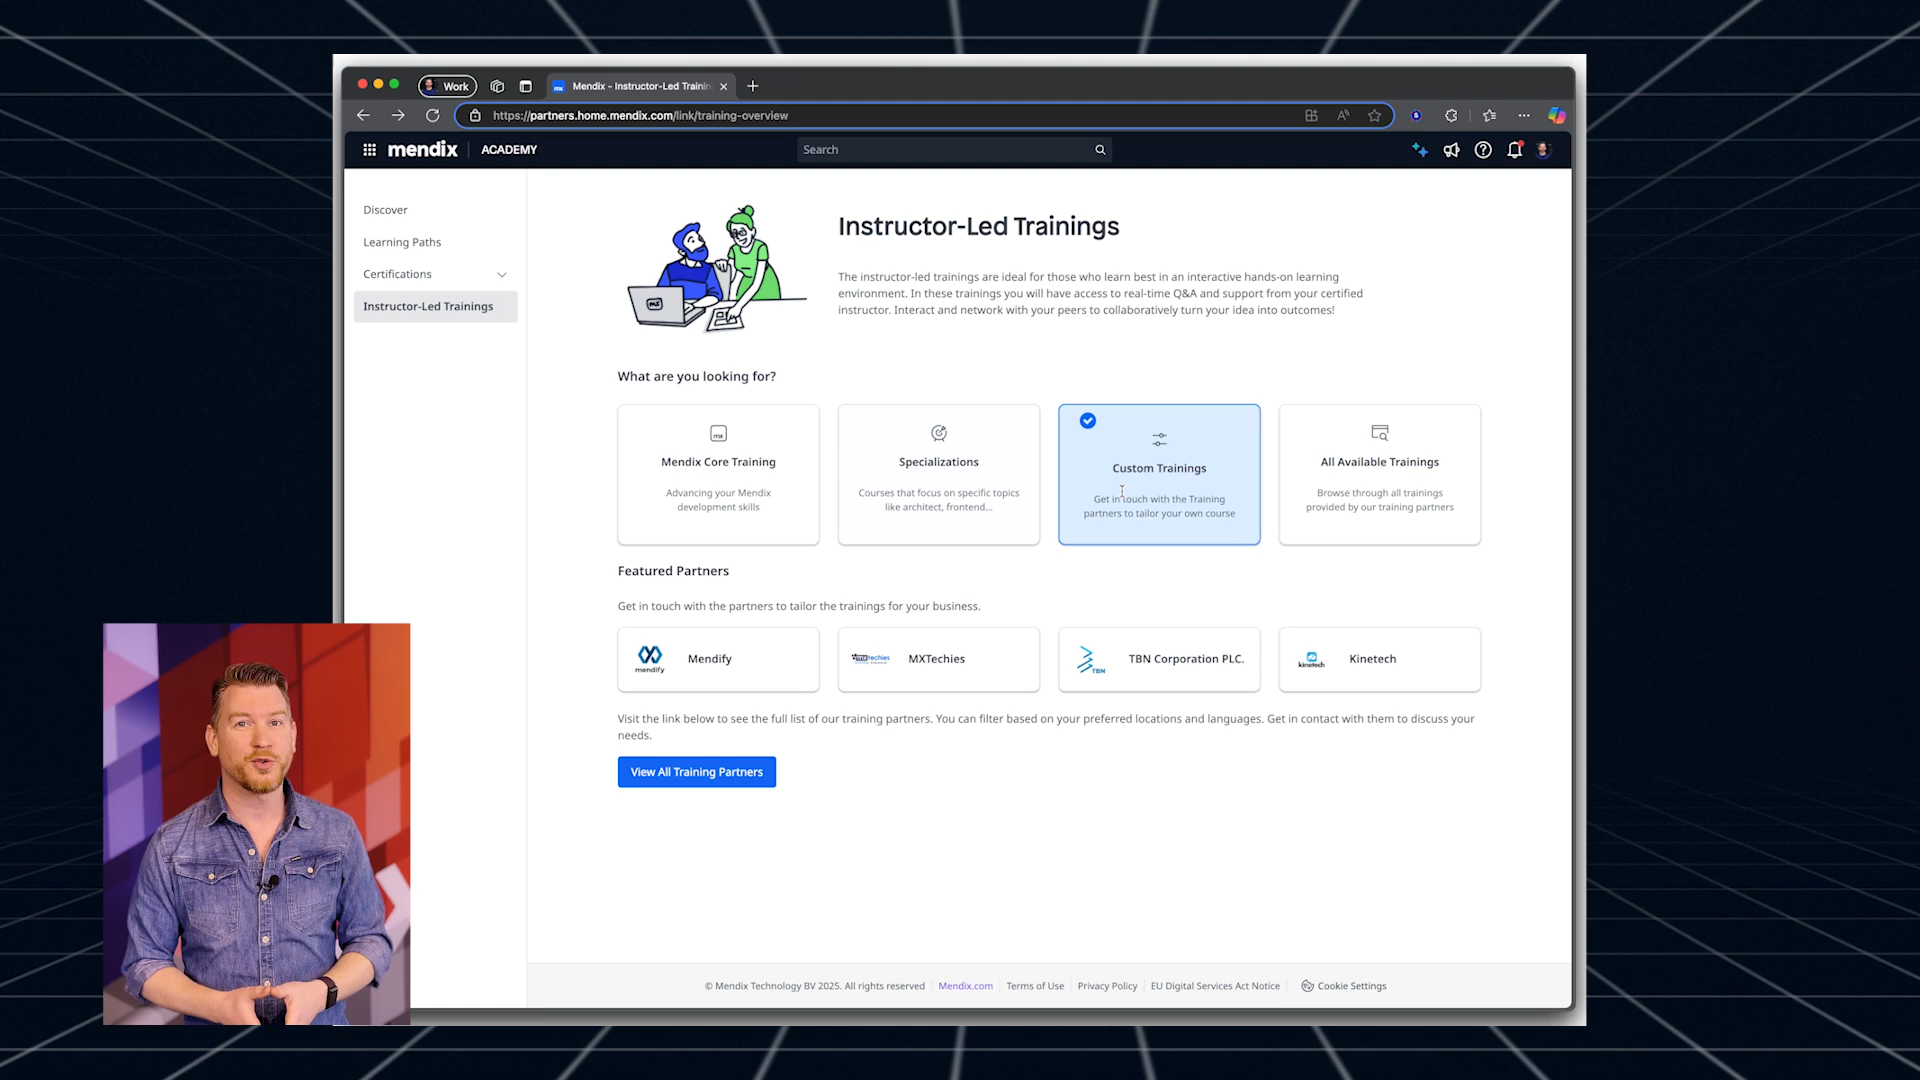 Work
Mendix - Instructor-Led Trainin
https://partners.home.mendix.com/link/training-overview
mendix
ACADEMY
Search
Discover
Learning Paths
Certifications
Instructor-Led Trainings
Instructor-Led Trainings
The instructor-led trainings are ideal for those who learn best in an interactive hands-on learning
environment. In these trainings you will have access to real-time Q&A and support from your certified
instructor. Interact and network with your peers to collaboratively turn your idea into outcomes!
What are you looking for?
mx
Mendix Core Training
Advancing your Mendix
development skills
Specializations
Courses that focus on specific topics
like architect, frontend...
Custom Trainings
Get in touch with the Training
partners to tailor your own course
All Available Trainings
Browse through all trainings
provided by our training partners
Featured Partners
Get in touch with the partners to tailor the trainings for your business.
mendify
Mendify
mxtechies
MXTechies
TBN
TBN Corporation PLC.
kinetech
Kinetech
Visit the link below to see the full list of our training partners. You can filter based on your preferred locations and languages. Get in contact with them to discuss your
needs.
View All Training Partners
© Mendix Technology BV 2025. All rights reserved
Mendix.com
Terms of Use
Privacy Policy
EU Digital Services Act Notice
Cookie Settings